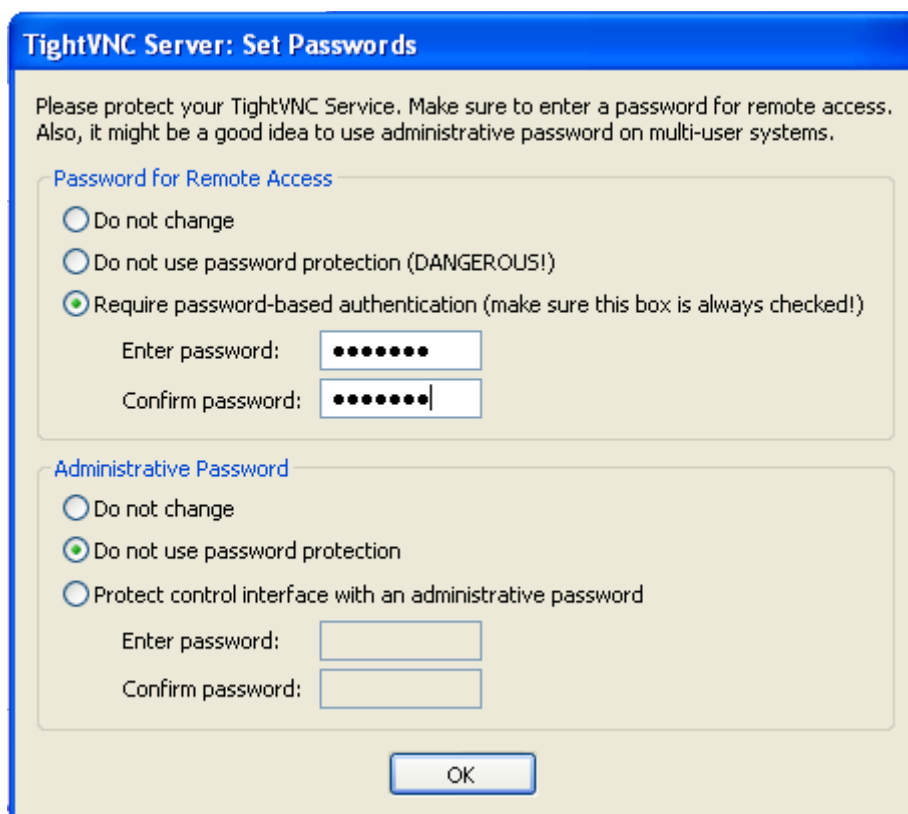 TightVNC Server: Set Passwords
Please protect your TightVNC Service. Make sure to enter a password for remote access.
Also, it might be a good idea to use administrative password on multi-user systems.
Password for Remote Access
Do not change
Do not use password protection (DANGEROUS!)
Require password-based authentication (make sure this box is always checked!)
Enter password: ●●●●●●●
Confirm password: ●●●●●●●
Administrative Password
Do not change
Do not use password protection
Protect control interface with an administrative password
Enter password:
Confirm password:
OK